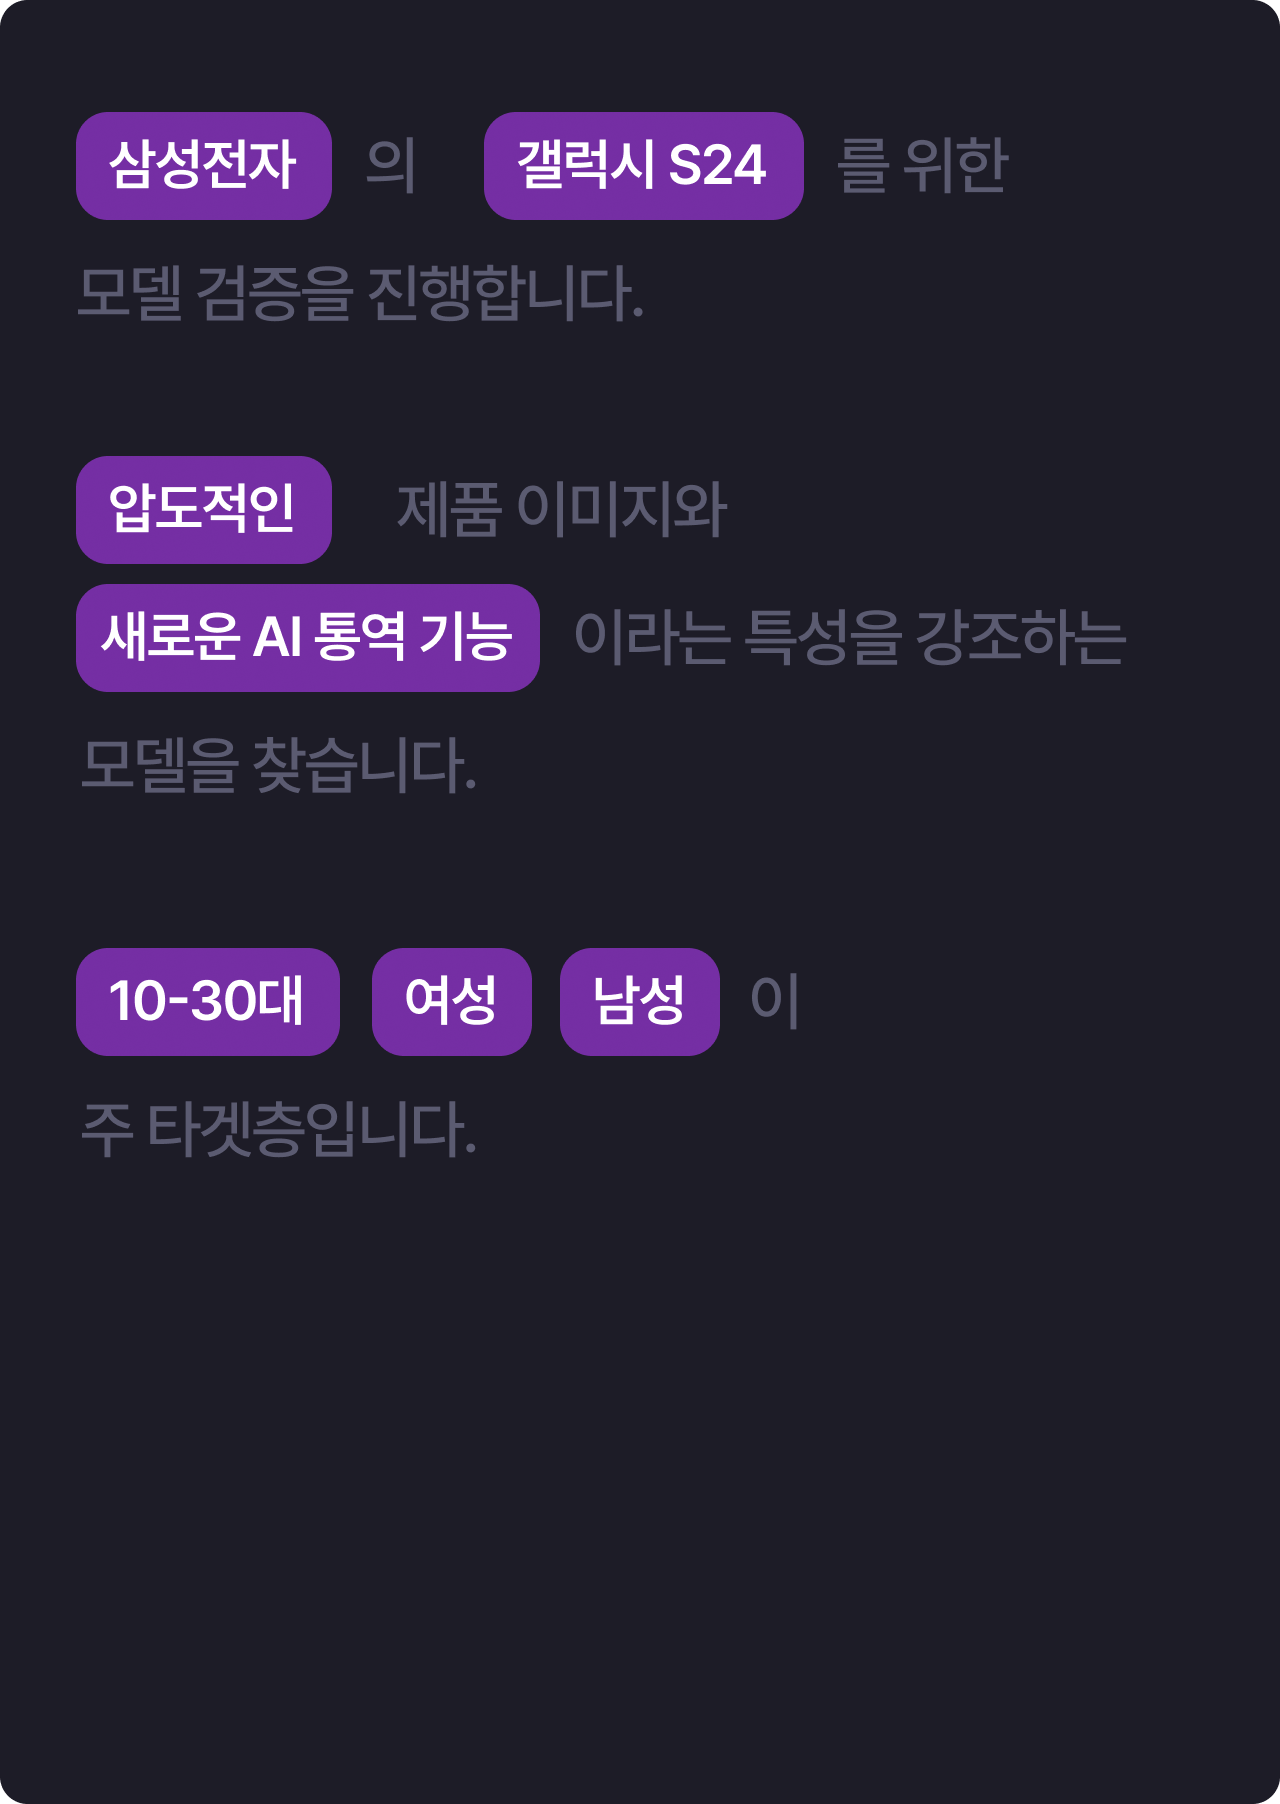 삼성전자 의 갤럭시 S24 를 위한
모델 검증을 진행합니다.
압도적인 제품 이미지와
새로운 AI 통역 기능 이라는 특성을 강조하는
모델을 찾습니다.
10-30대 여성 남성 이
주 타겟층입니다.